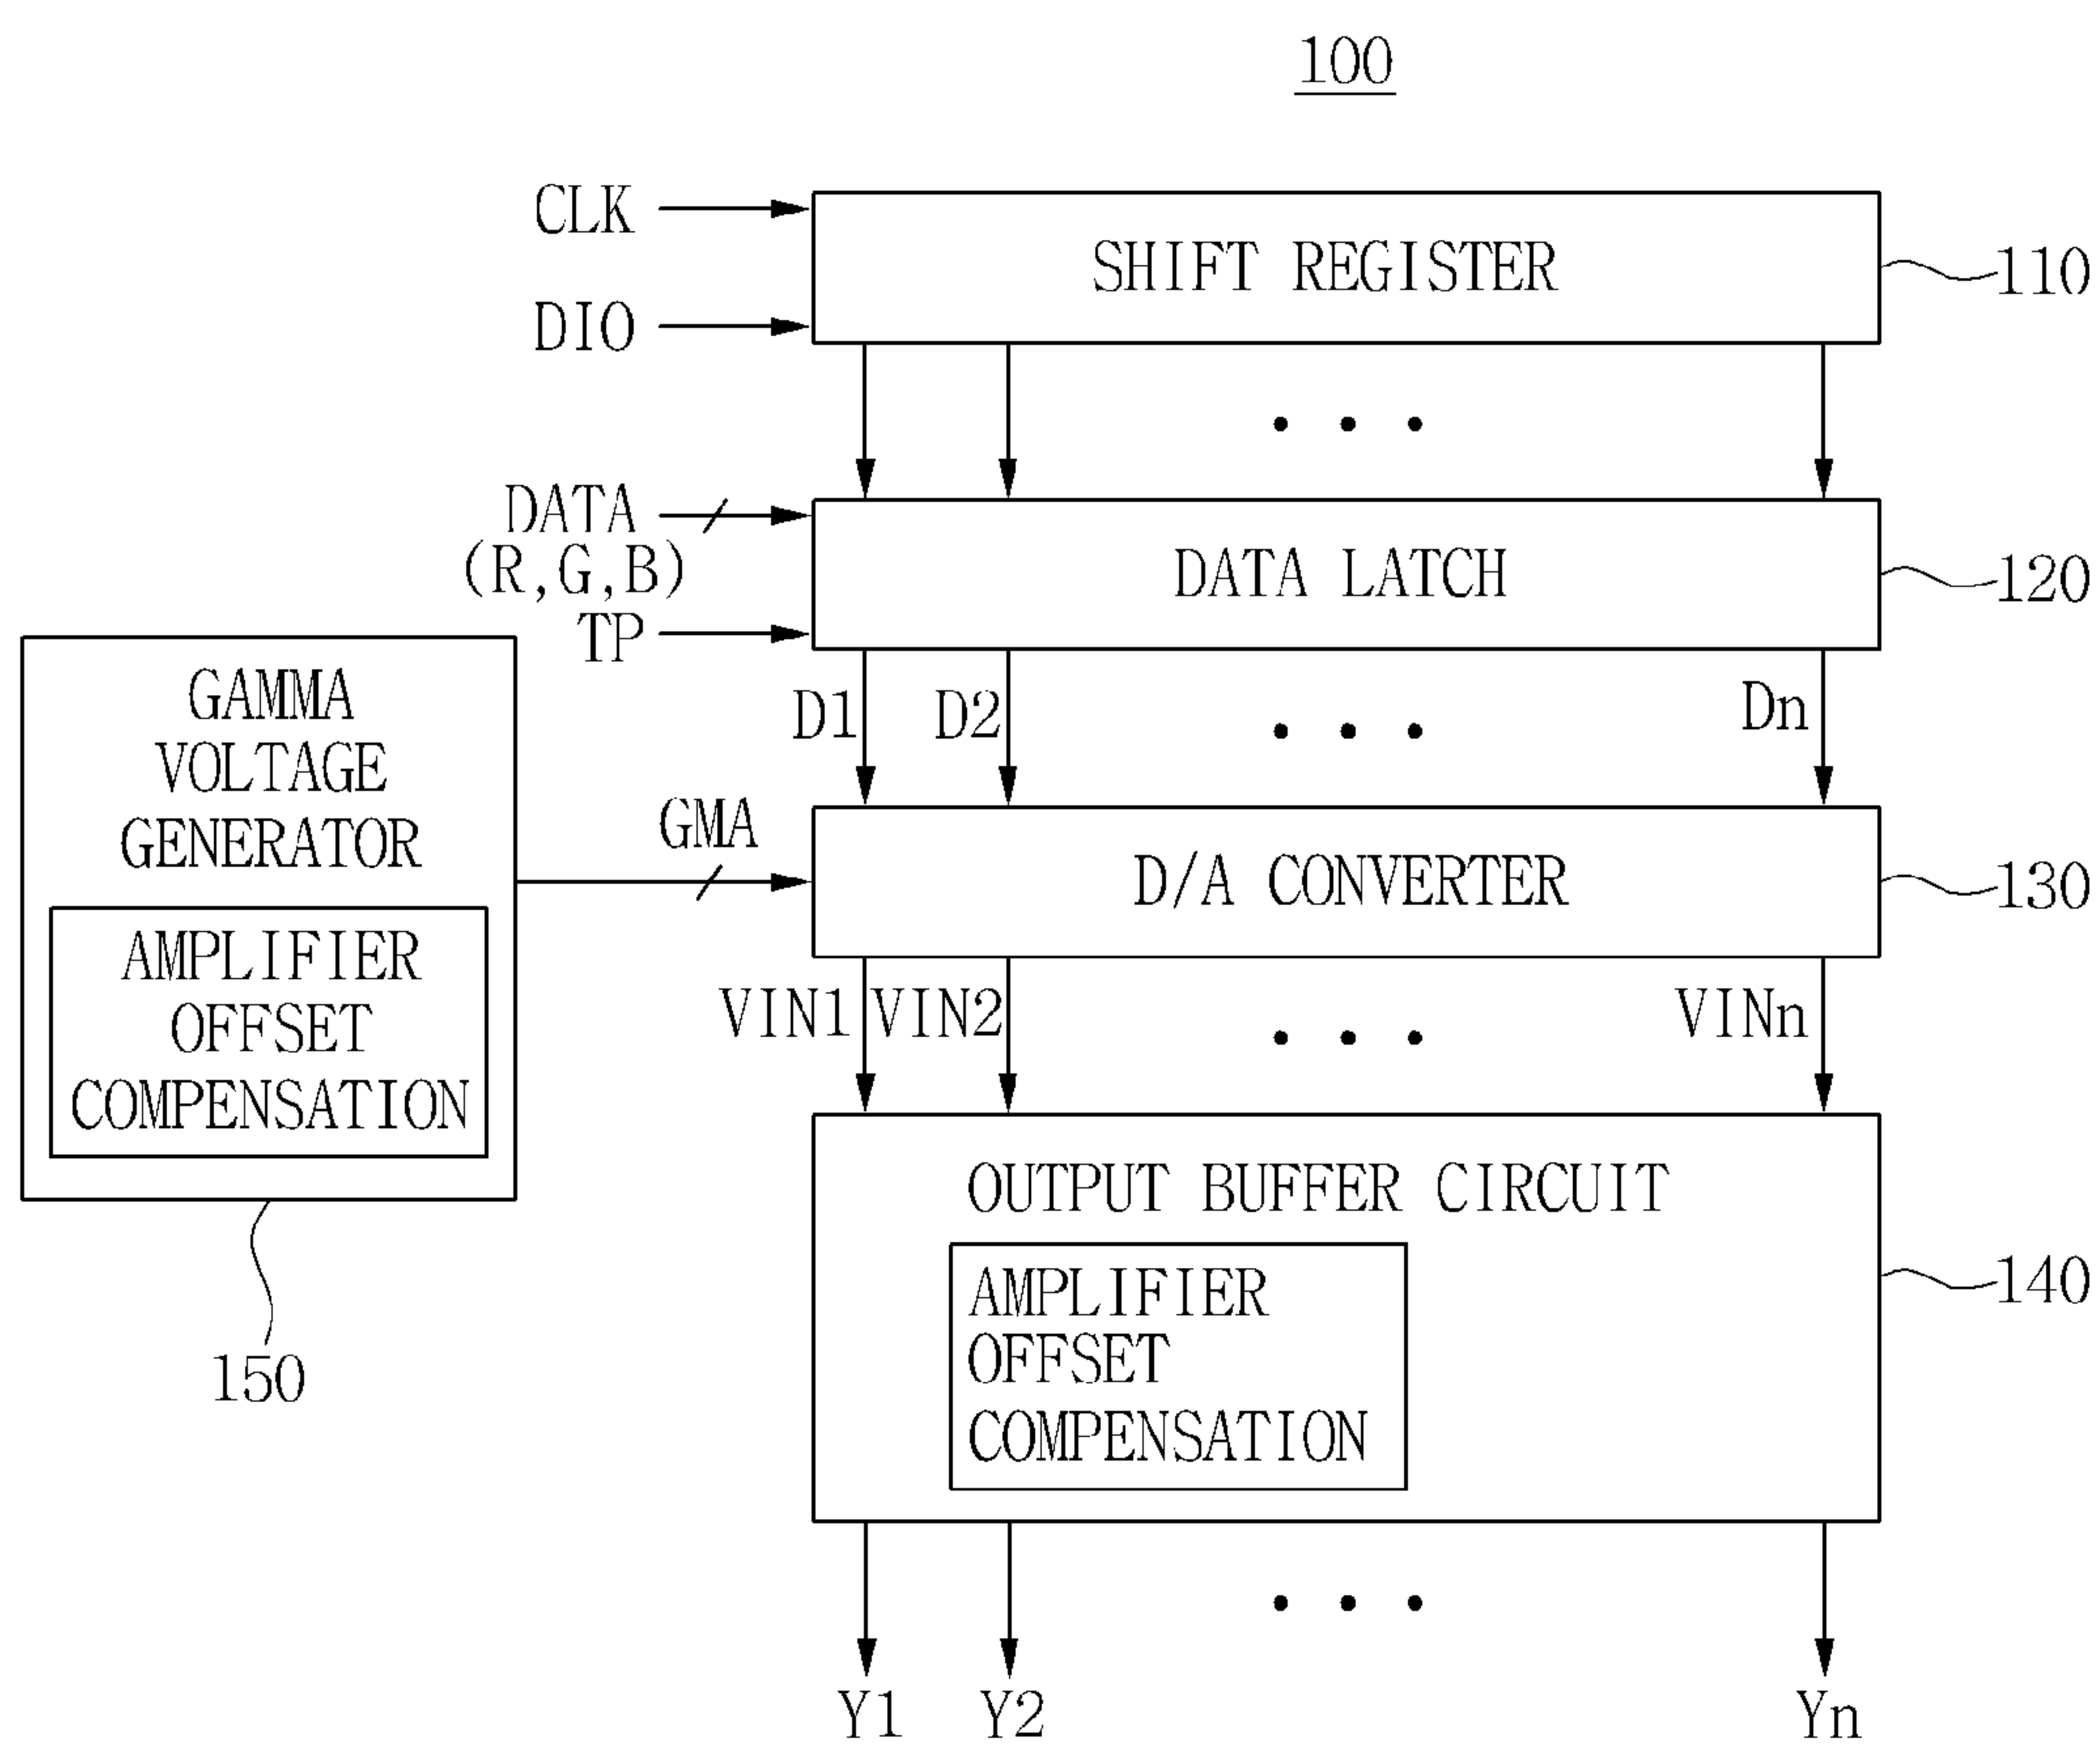 100
CLK
SHIFT REGISTER
110
DIO
DATA
(R,G,B)
TP
DATA LATCH
120
D1
D2
Dn
GAMMA
VOLTAGE
GENERATOR
AMPLIFIER
OFFSET
COMPENSATION
150
GMA
D/A CONVERTER
130
VIN1
VIN2
VINn
OUTPUT BUFFER CIRCUIT
AMPLIFIER
OFFSET
COMPENSATION
140
Y1
Y2
Yn